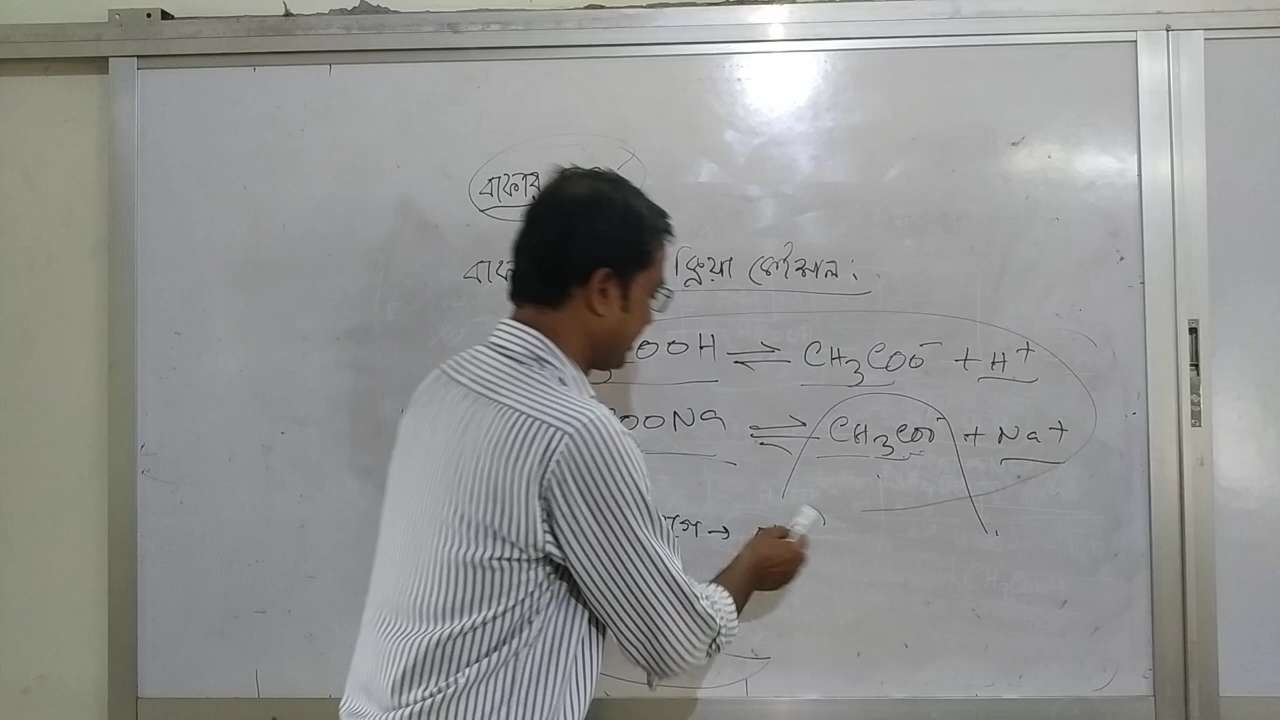 বাফার
ক্রিয়া কৌশল:
OOH ⇌ CH3COO⁻ + H⁺
OONa ⇌ CH3COO⁻ + Na⁺
গে →